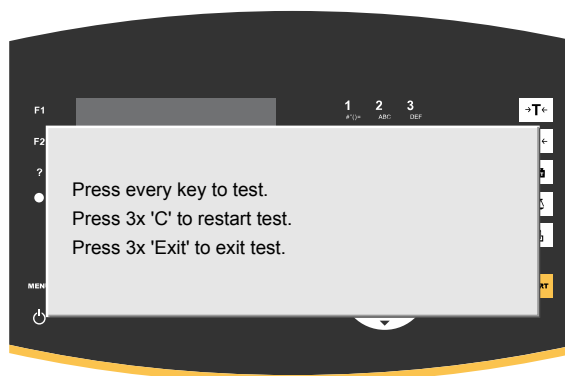 F1
1 2 3
#*()= ABC DEF
→T←
F2
?
Press every key to test.
Press 3x 'C' to restart test.
Press 3x 'Exit' to exit test.
MEN
RT